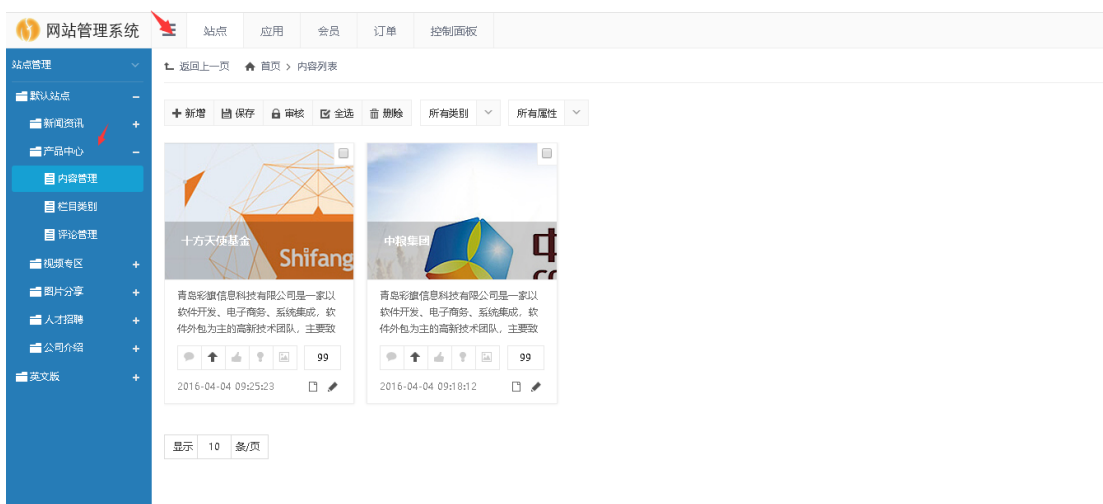 网站管理系统
站点
应用
会员
订单
控制面板
站点管理
返回上一页 首页 > 内容列表
默认站点
新闻资讯
产品中心
内容管理
栏目类别
评论管理
视频专区
图片分享
人才招聘
公司介绍
英文版
新增 保存 审核 全选 删除 所有类别 所有属性
十方天使基金
Shifang
青岛彩旗信息科技有限公司是一家以
软件开发、电子商务、系统集成，软
件外包为主的高新技术团队，主要致
99
2016-04-04 09:25:23
中粮集团
中
青岛彩旗信息科技有限公司是一家以
软件开发、电子商务、系统集成，软
件外包为主的高新技术团队，主要致
99
2016-04-04 09:18:12
显示 10 条/页